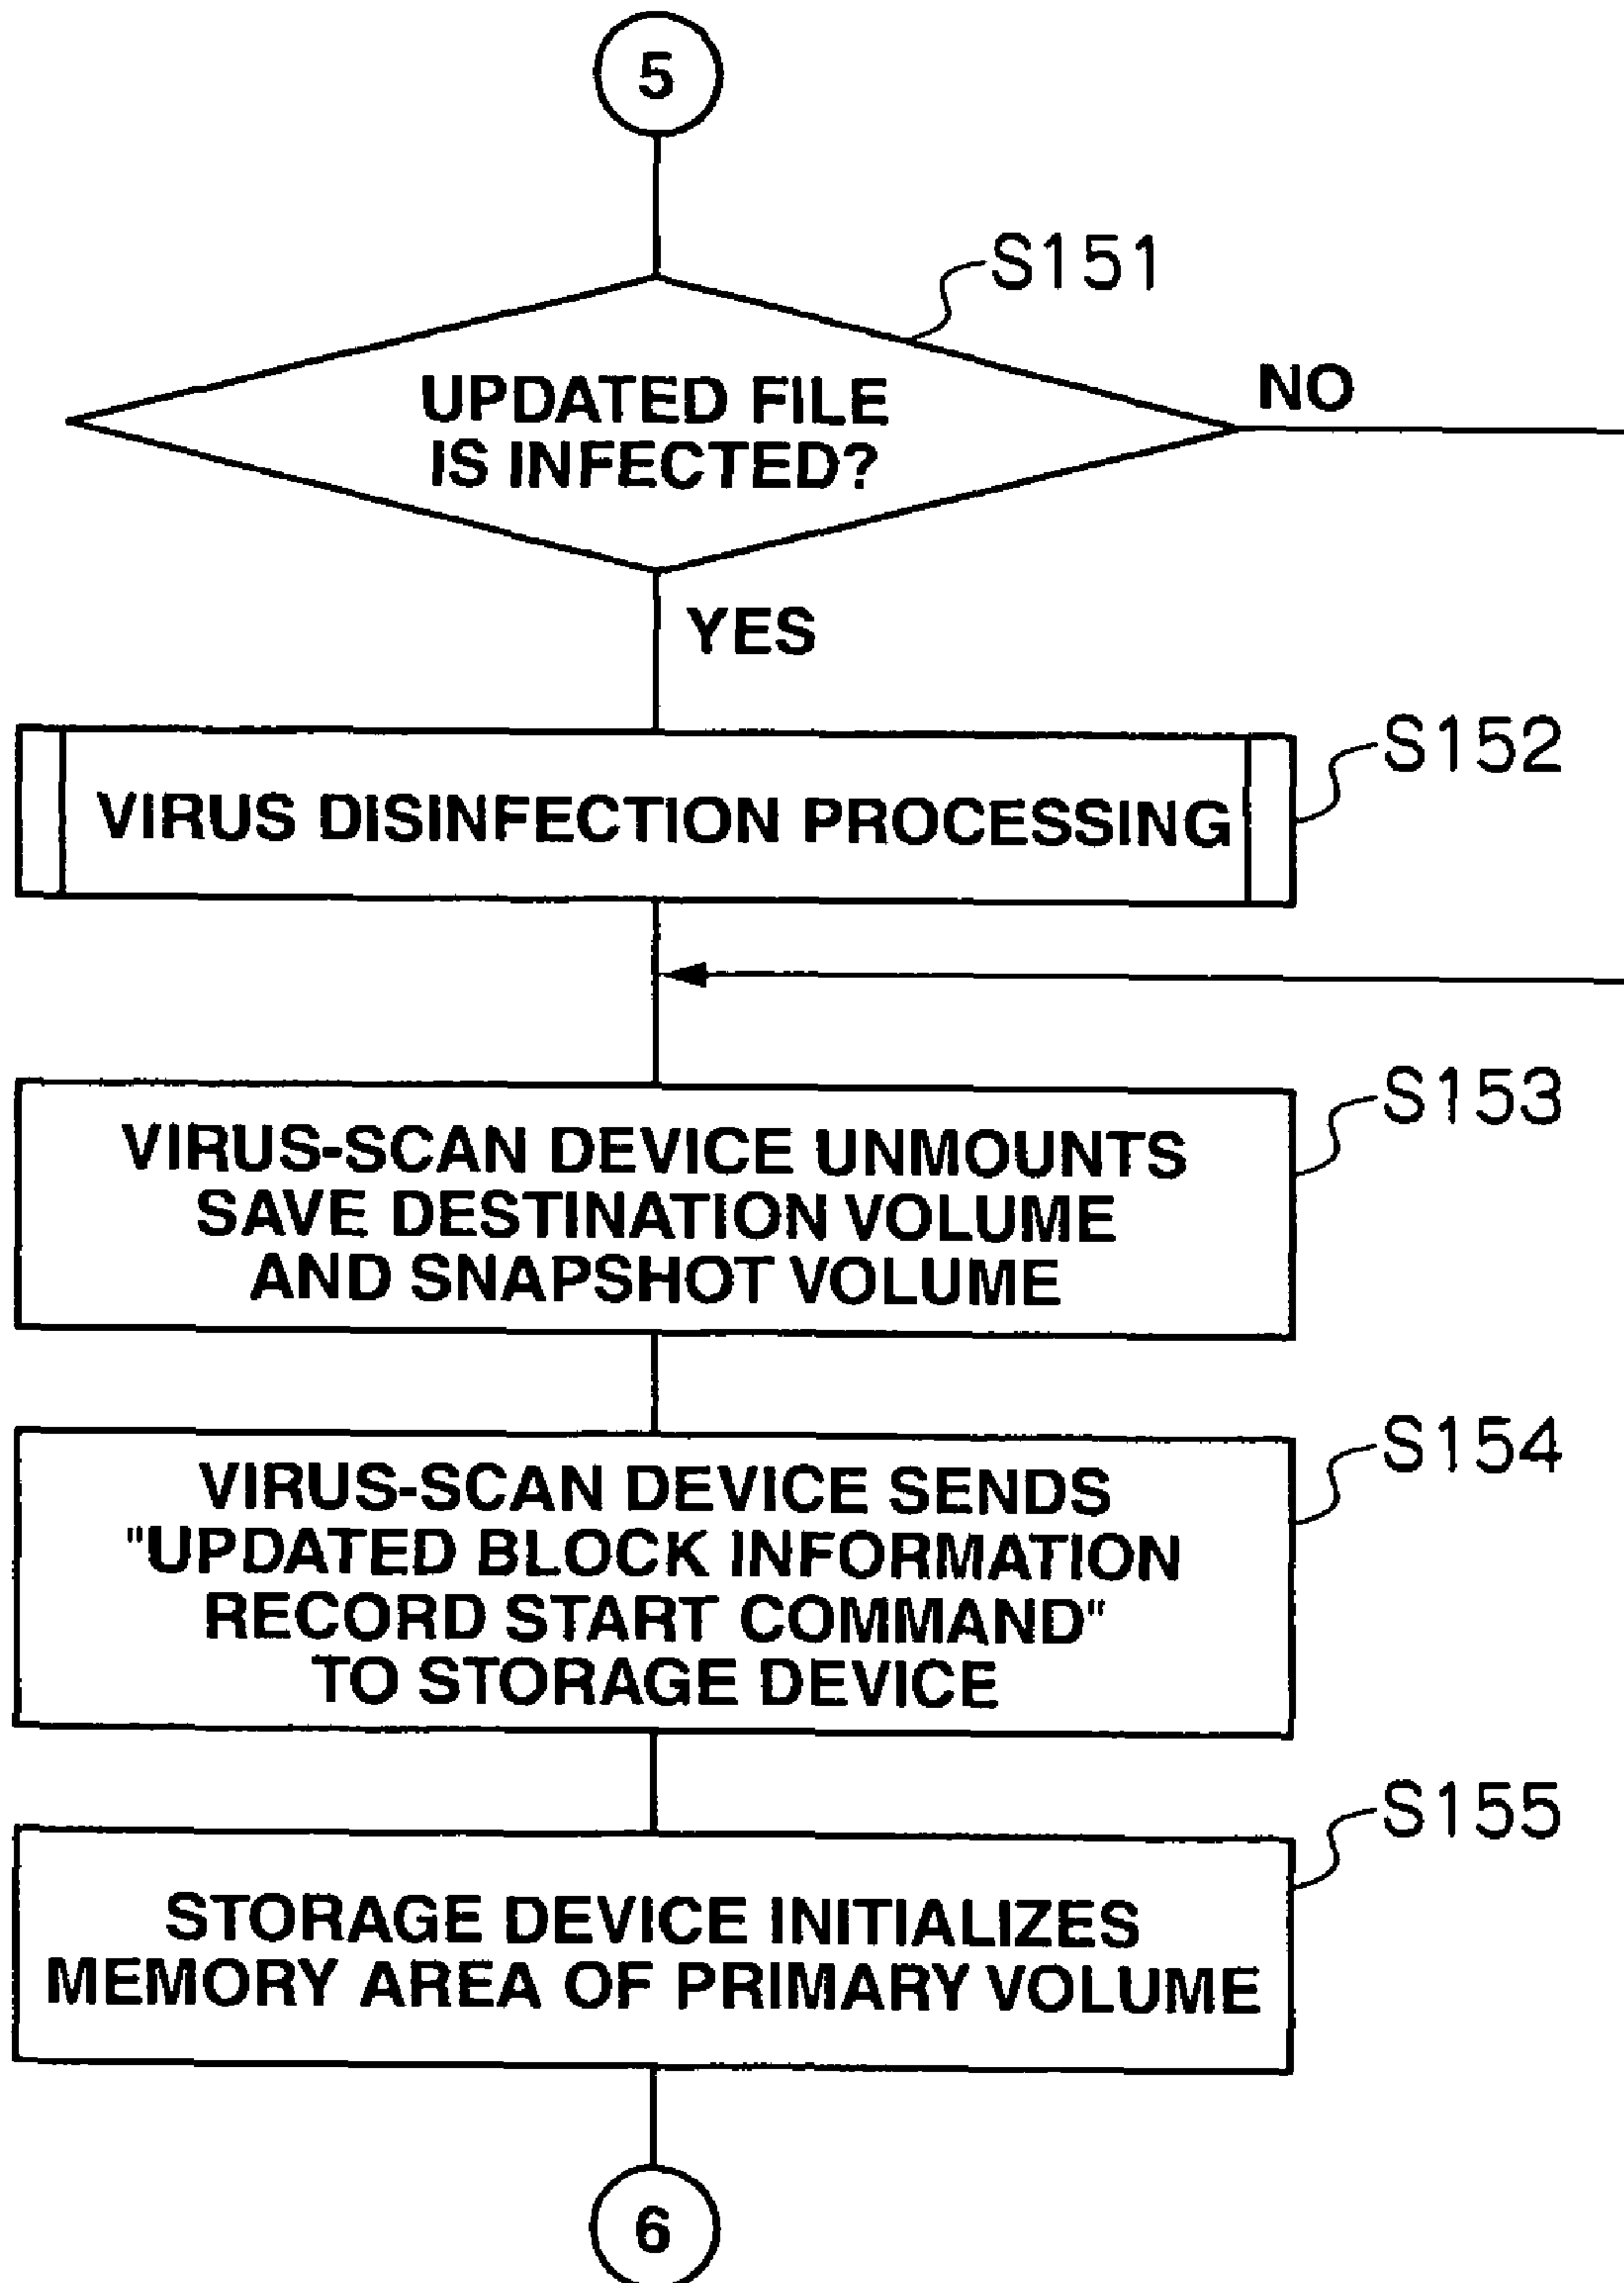 5
S151
UPDATED FILE
IS INFECTED?
NO
YES
S152
VIRUS DISINFECTION PROCESSING
S153
VIRUS-SCAN DEVICE UNMOUNTS
SAVE DESTINATION VOLUME
AND SNAPSHOT VOLUME
S154
VIRUS-SCAN DEVICE SENDS
"UPDATED BLOCK INFORMATION
RECORD START COMMAND"
TO STORAGE DEVICE
S155
STORAGE DEVICE INITIALIZES
MEMORY AREA OF PRIMARY VOLUME
6